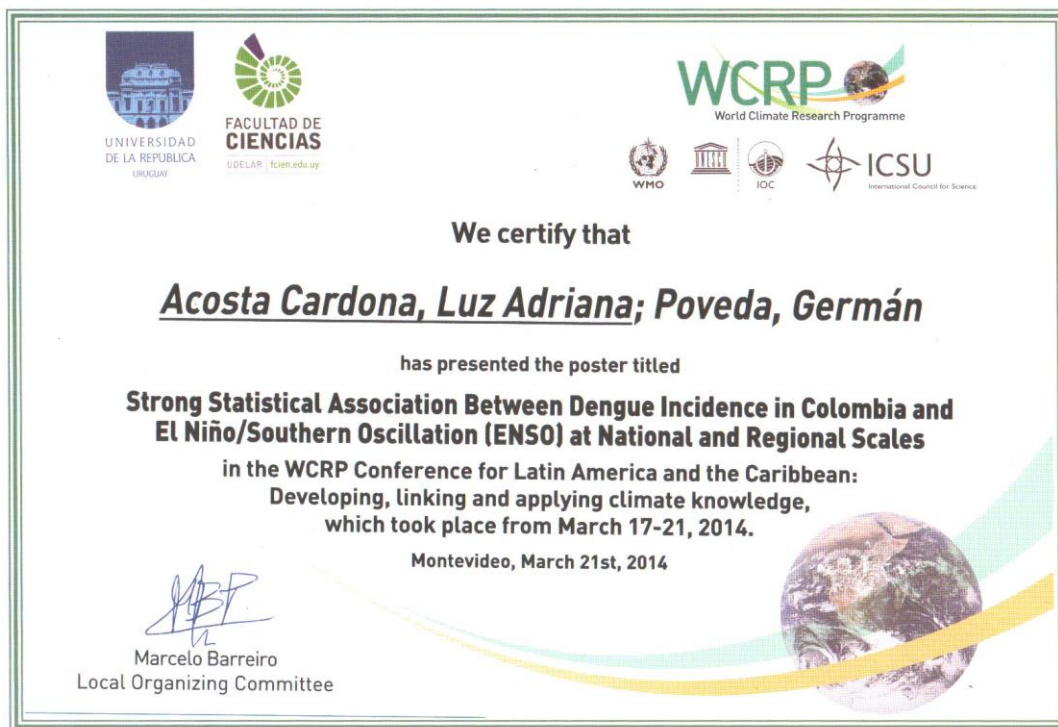 UNIVERSIDAD
DE LA REPUBLICA
URUGUAY
FACULTAD DE
CIENCIAS
UDELAR | fcien.edu.uy
WCRP
World Climate Research Programme
WMO
UNESCO
IOC
ICSU
International Council for Science
We certify that
Acosta Cardona, Luz Adriana; Poveda, Germán
has presented the poster titled
Strong Statistical Association Between Dengue Incidence in Colombia and
El Niño/Southern Oscillation (ENSO) at National and Regional Scales
in the WCRP Conference for Latin America and the Caribbean:
Developing, linking and applying climate knowledge,
which took place from March 17-21, 2014.
Montevideo, March 21st, 2014
Marcelo Barreiro
Local Organizing Committee